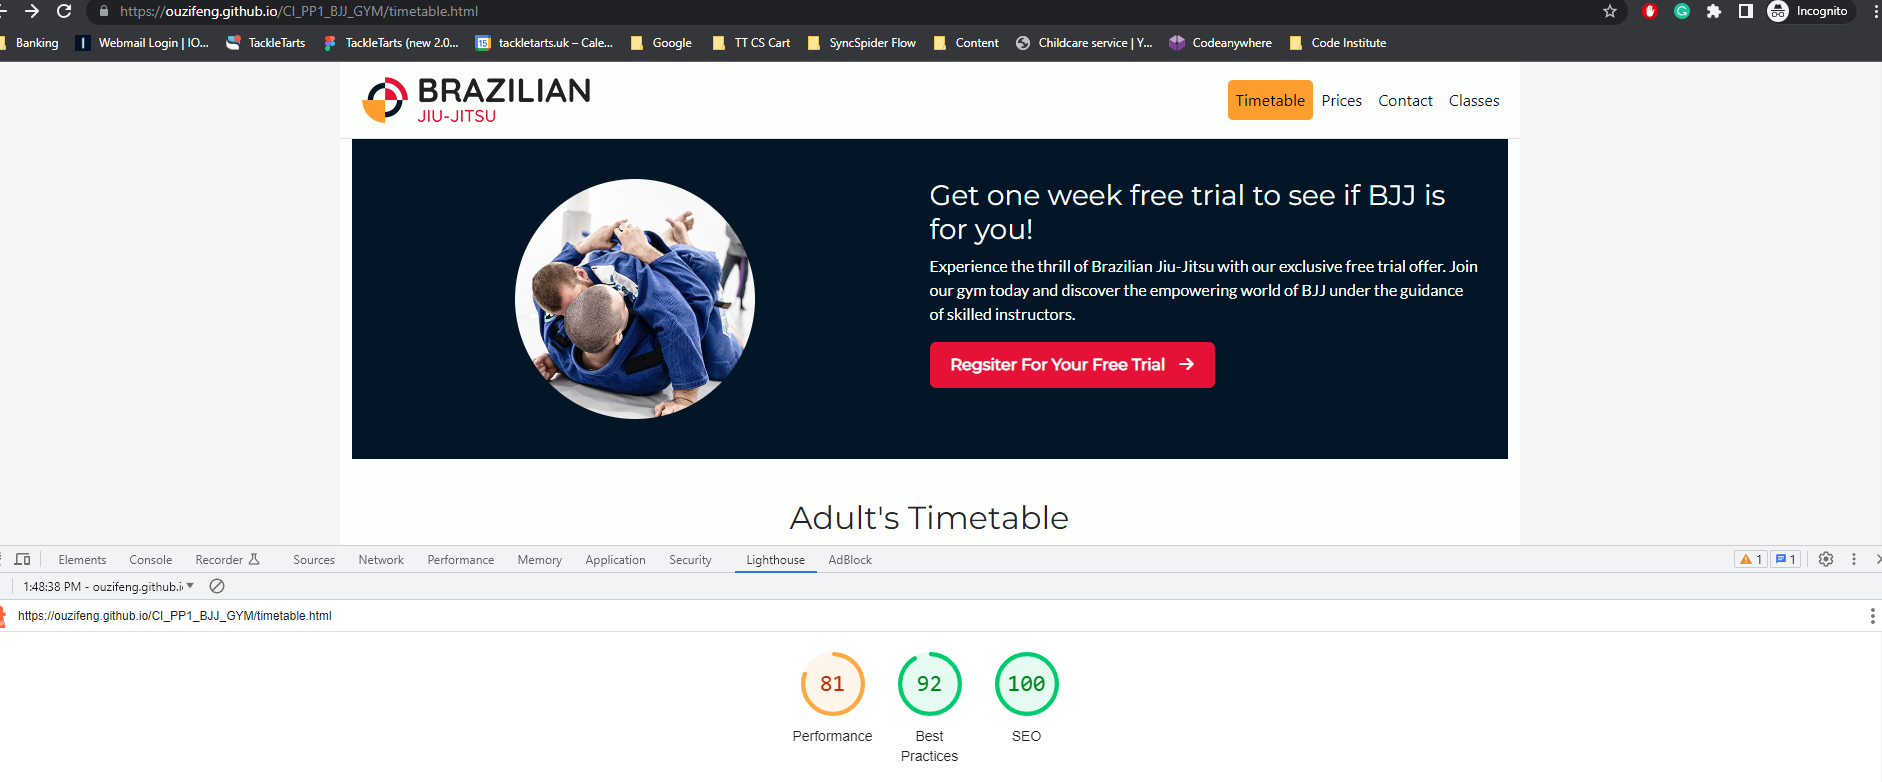 https://ouzifeng.github.io/CI_PP1_BJJ_GYM/timetable.html
Incognito
Banking
Webmail Login | IO...
TackleTarts
TackleTarts (new 2.0...
tackletarts.uk – Cale...
Google
TT CS Cart
SyncSpider Flow
Content
Childcare service | Y...
Codeanywhere
Code Institute
BRAZILIAN
JIU-JITSU
Timetable
Prices
Contact
Classes
Get one week free trial to see if BJJ is
for you!
Experience the thrill of Brazilian Jiu-Jitsu with our exclusive free trial offer. Join
our gym today and discover the empowering world of BJJ under the guidance
of skilled instructors.
Regsiter For Your Free Trial
Adult's Timetable
Elements
Console
Recorder
Sources
Network
Performance
Memory
Application
Security
Lighthouse
AdBlock
1
1
1:48:38 PM - ouzifeng.github.i
https://ouzifeng.github.io/CI_PP1_BJJ_GYM/timetable.html
81
92
100
Performance
Best
Practices
SEO